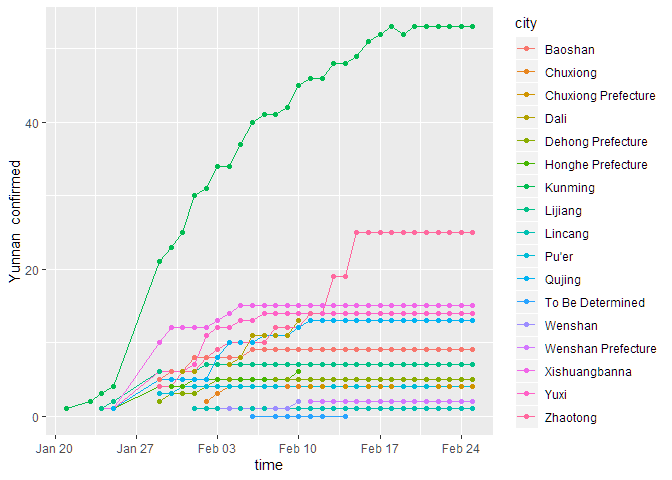 city
Baoshan
Chuxiong
Chuxiong Prefecture
Dali
Dehong Prefecture
Honghe Prefecture
Kunming
Lijiang
Lincang
Pu'er
Qujing
To Be Determined
Wenshan
Wenshan Prefecture
Xishuangbanna
Yuxi
Zhaotong
Yunnan confirmed
40
20
0
Jan 20 Jan 27 Feb 03 Feb 10 Feb 17 Feb 24
time